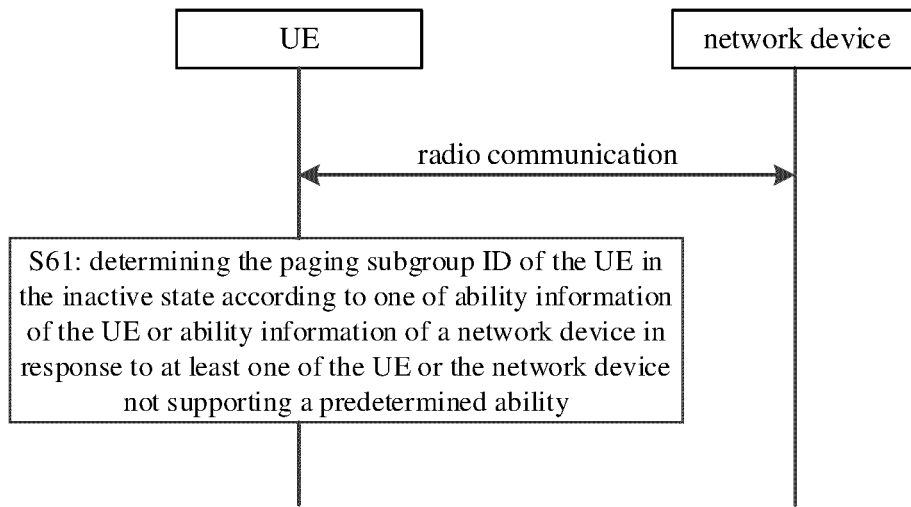 UE
network device
radio communication
S61: determining the paging subgroup ID of the UE in
the inactive state according to one of ability information
of the UE or ability information of a network device in
response to at least one of the UE or the network device
not supporting a predetermined ability